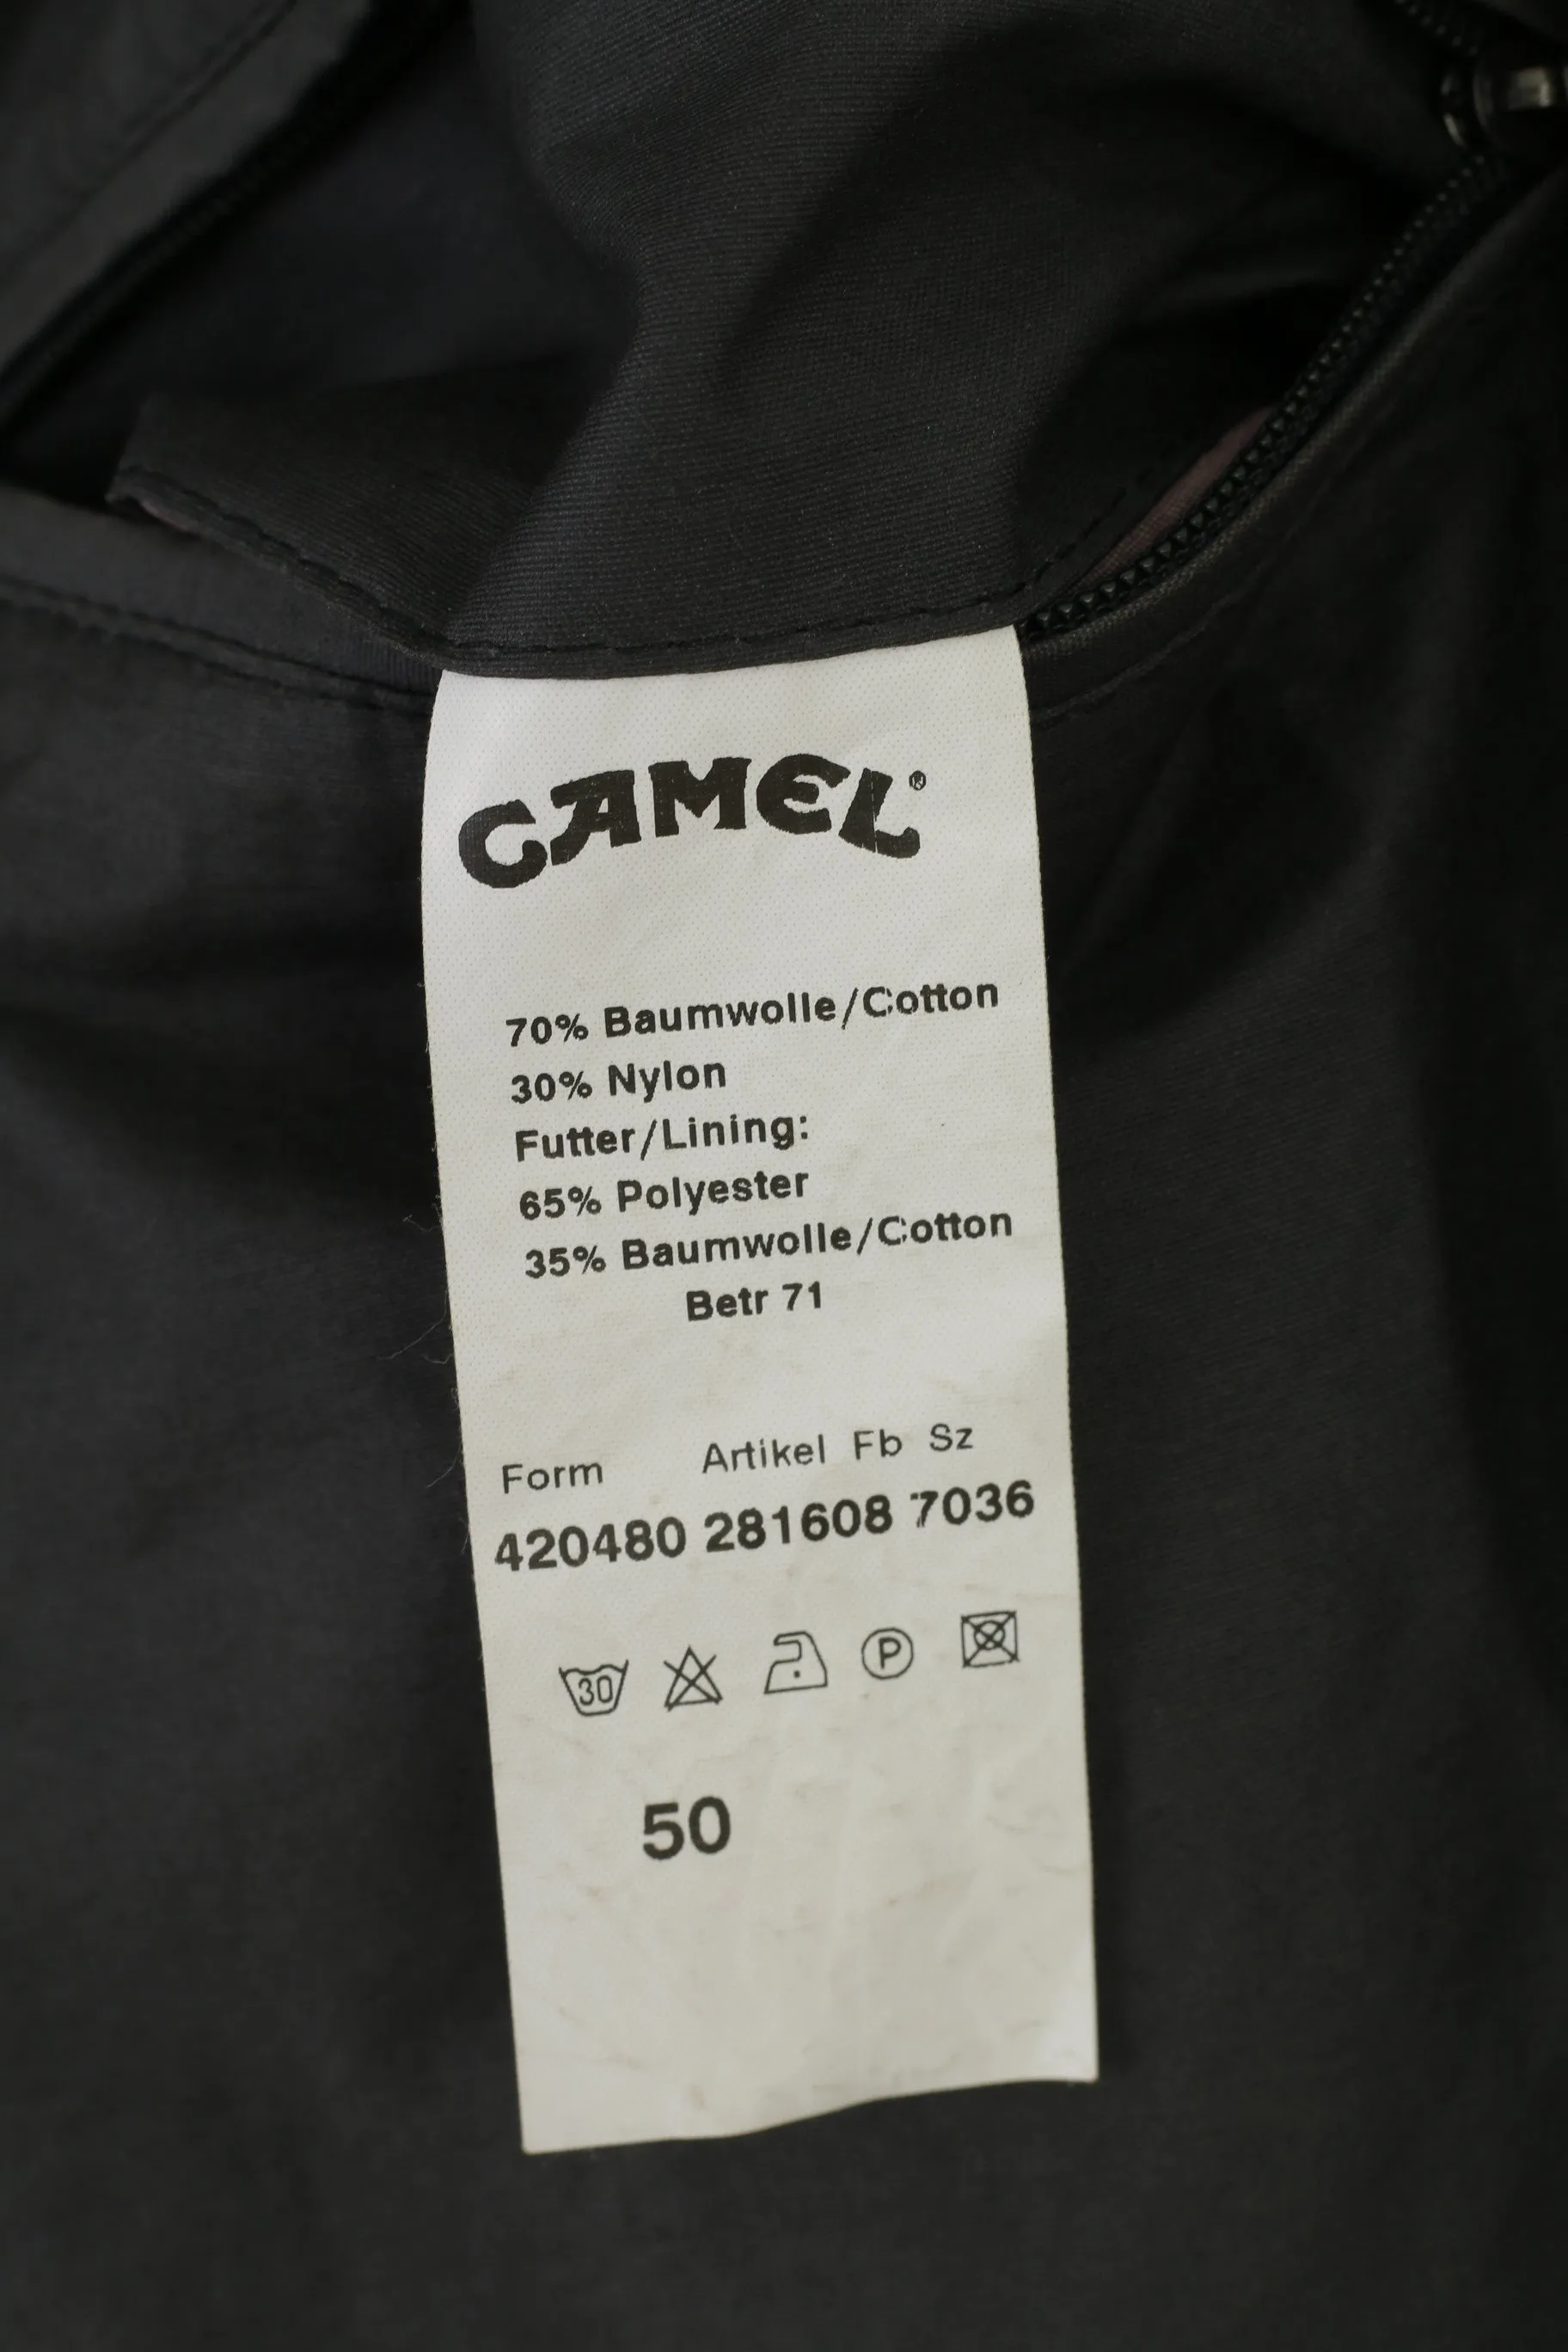 CAMEL®
70% Baumwolle/Cotton
30% Nylon
Futter/Lining:
65% Polyester
35% Baumwolle/Cotton
Betr 71
Form Artikel Fb Sz
420480 281608 7036
30 P
50